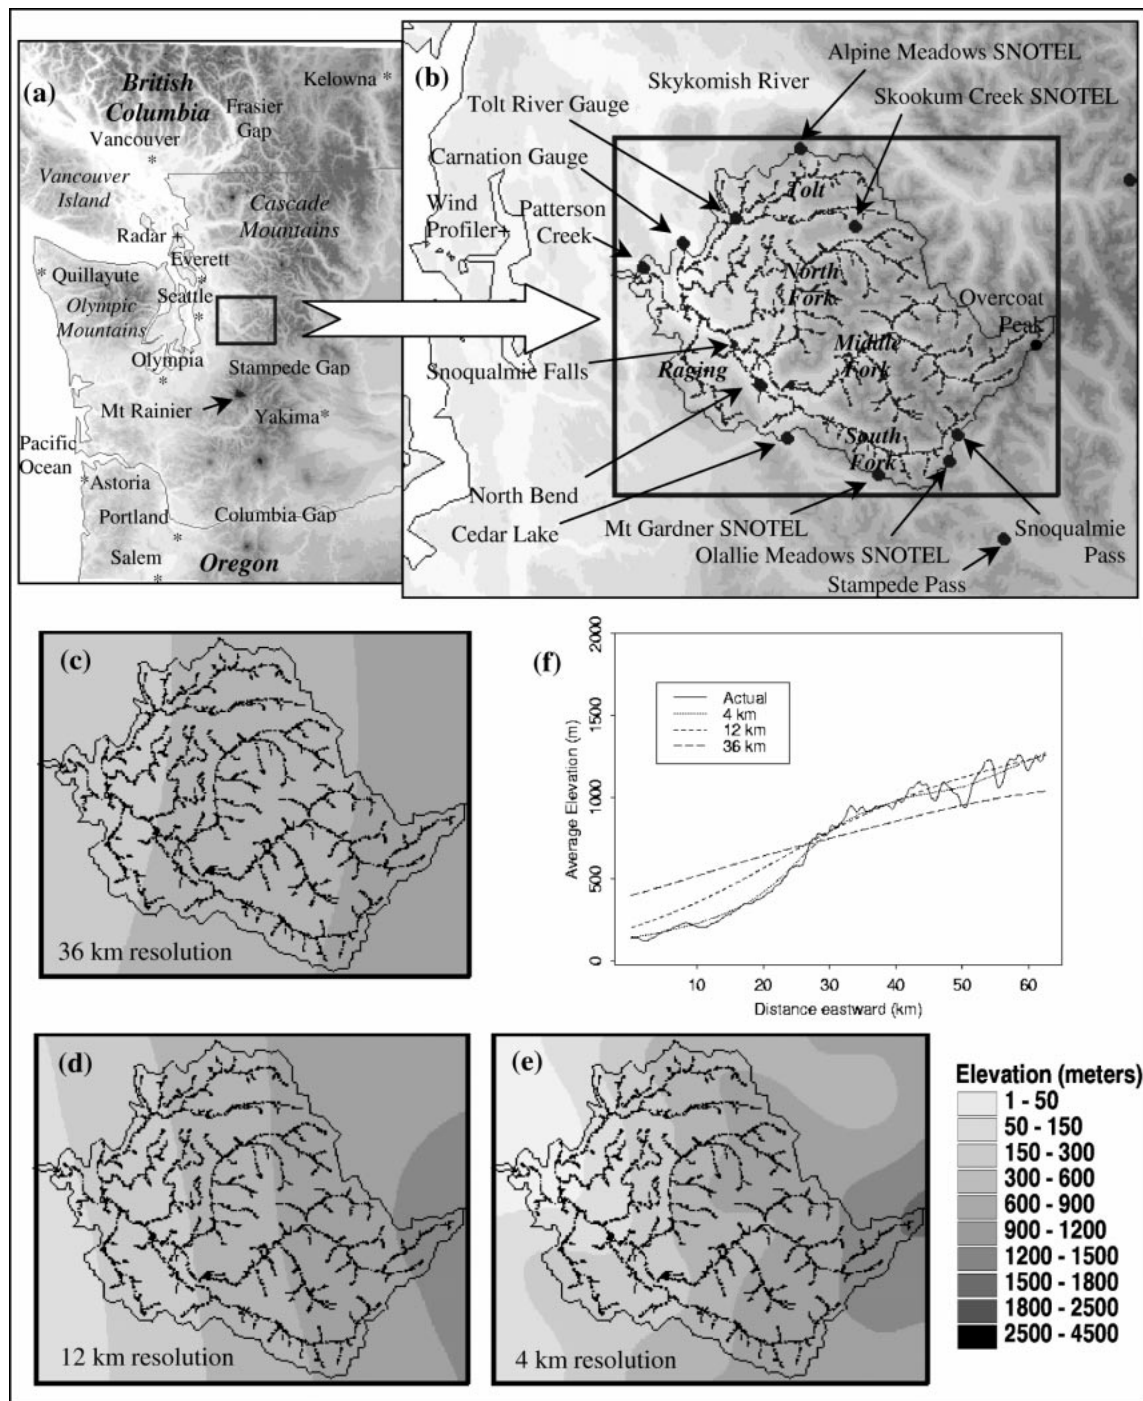 (a)
British
Columbia
Kelowna *
Frasier
Gap
Vancouver
*
Vancouver
Island
Cascade
Mountains
Radar +
Everett
*
* Quillayute
Seattle
*
Olympic
Mountains
Olympia
*
Stampede Gap
Mt Rainier
Yakima*
Pacific
Ocean
*
Astoria
Portland
*
Columbia Gap
Salem
*
Oregon
(b)
Alpine Meadows SNOTEL
Skykomish River
Skookum Creek SNOTEL
Tolt River Gauge
Carnation Gauge
Tolt
Wind
Profiler+
Patterson
Creek
North
Fork
Overcoat
Peak
Middle
Fork
Snoqualmie Falls
Raging
South
Fork
North Bend
Cedar Lake
Mt Gardner SNOTEL
Olallie Meadows SNOTEL
Snoqualmie
Pass
Stampede Pass
(c)
36 km resolution
(f)
Average Elevation (m)
2000
1500
1000
500
0
Actual
4 km
12 km
36 km
10 20 30 40 50 60
Distance eastward (km)
(d)
12 km resolution
(e)
4 km resolution
Elevation (meters)
1 - 50
50 - 150
150 - 300
300 - 600
600 - 900
900 - 1200
1200 - 1500
1500 - 1800
1800 - 2500
2500 - 4500